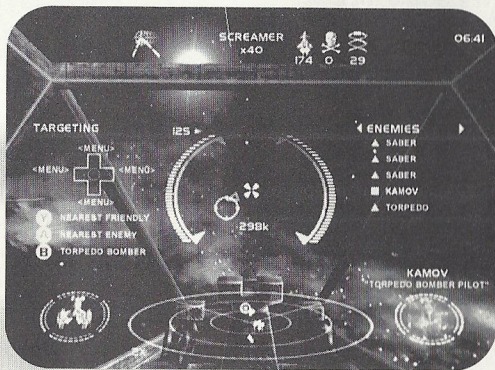 SCREAMER
x40
174 0 29
06:41
TARGETING
<MENU>
<MENU> <MENU>
<MENU>
Y NEAREST FRIENDLY
A NEAREST ENEMY
B TORPEDO BOMBER
125
298k
ENEMIES
SABER
SABER
SABER
KAMOV
TORPEDO
KAMOV
"TORPEDO BOMBER PILOT"